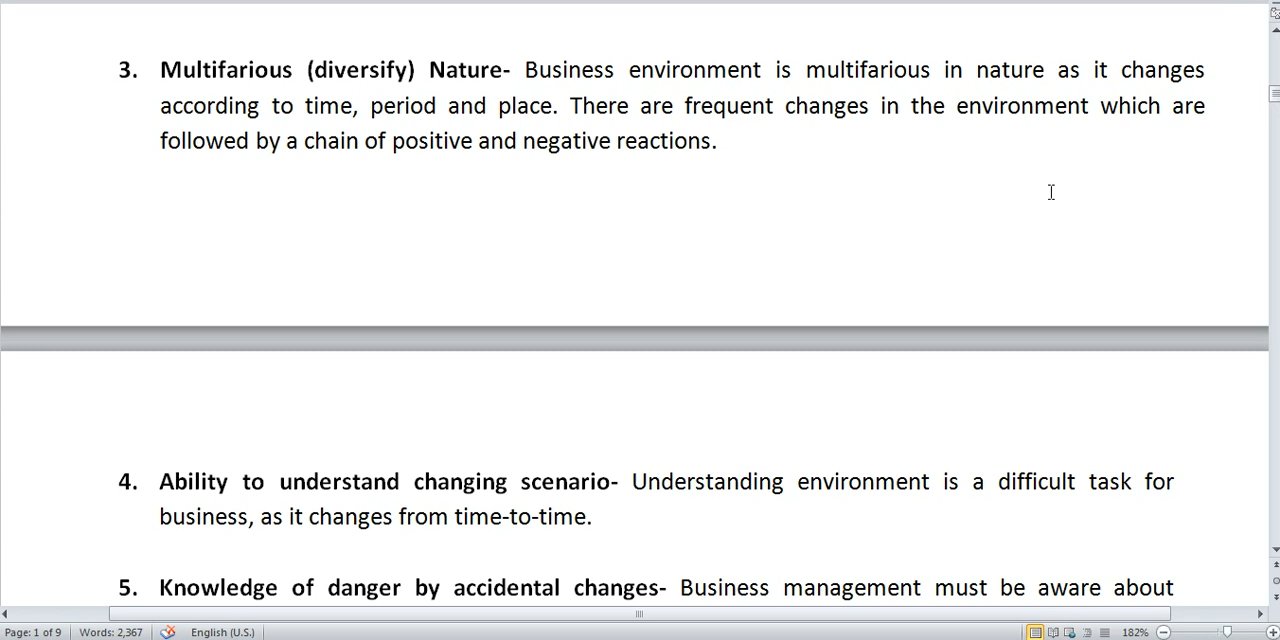 3. Multifarious (diversify) Nature- Business environment is multifarious in nature as it changes
according to time, period and place. There are frequent changes in the environment which are
followed by a chain of positive and negative reactions.
4. Ability to understand changing scenario- Understanding environment is a difficult task for
business, as it changes from time-to-time.
5. Knowledge of danger by accidental changes- Business management must be aware about
Page: 1 of 9 Words: 2,367 English (U.S.) 182%